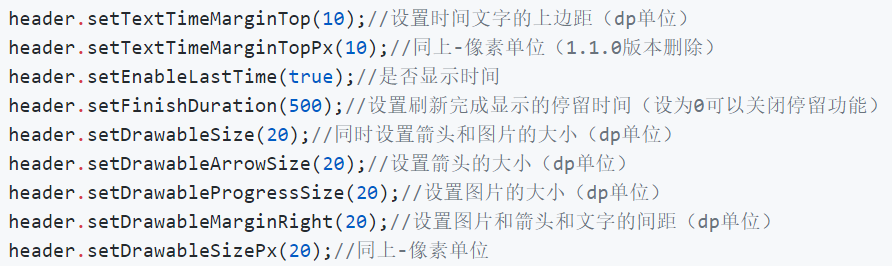 header.setTextTimeMarginTop(10);//设置时间文字的上边距（dp单位）
header.setTextTimeMarginTopPx(10);//同上-像素单位（1.1.0版本删除）
header.setEnableLastTime(true);//是否显示时间
header.setFinishDuration(500);//设置刷新完成显示的停留时间（设为0可以关闭停留功能）
header.setDrawableSize(20);//同时设置箭头和图片的大小（dp单位）
header.setDrawableArrowSize(20);//设置箭头的大小（dp单位）
header.setDrawableProgressSize(20);//设置图片的大小（dp单位）
header.setDrawableMarginRight(20);//设置图片和箭头和文字的间距（dp单位）
header.setDrawableSizePx(20);//同上-像素单位